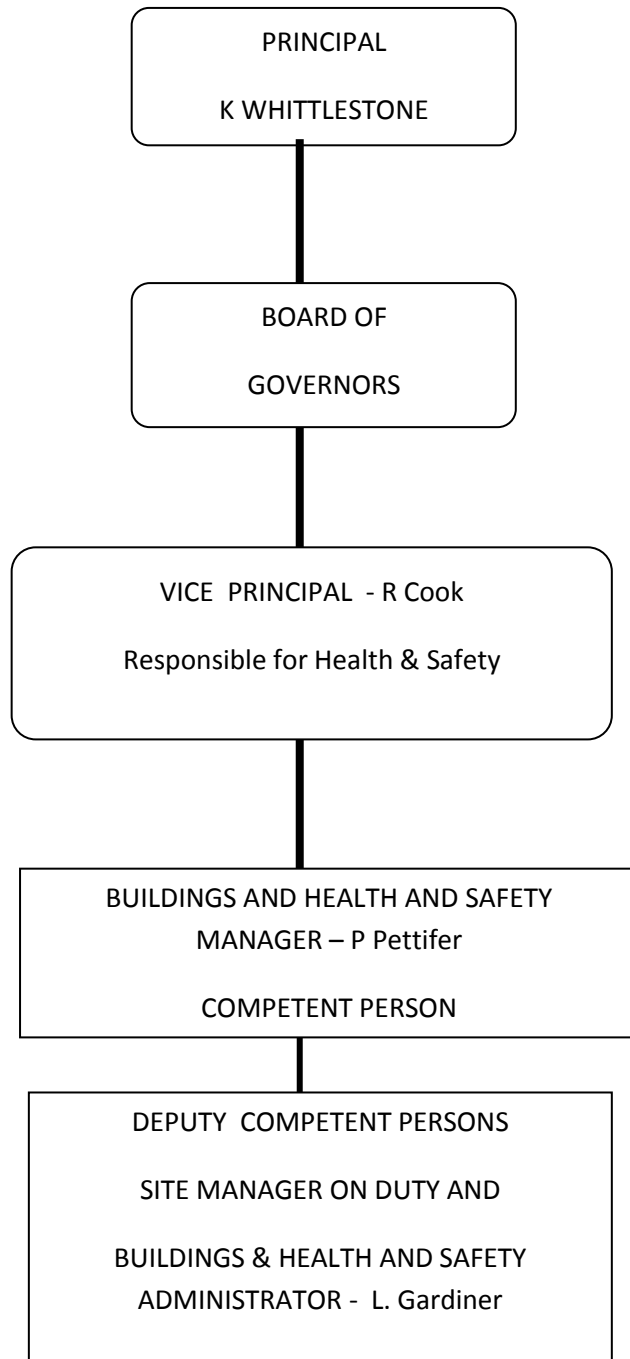 PRINCIPAL
K WHITTLESTONE
BOARD OF
GOVERNORS
VICE  PRINCIPAL  - R Cook
Responsible for Health & Safety
BUILDINGS AND HEALTH AND SAFETY
MANAGER – P Pettifer
COMPETENT PERSON
DEPUTY  COMPETENT PERSONS
SITE MANAGER ON DUTY AND
BUILDINGS & HEALTH AND SAFETY
ADMINISTRATOR -  L. Gardiner